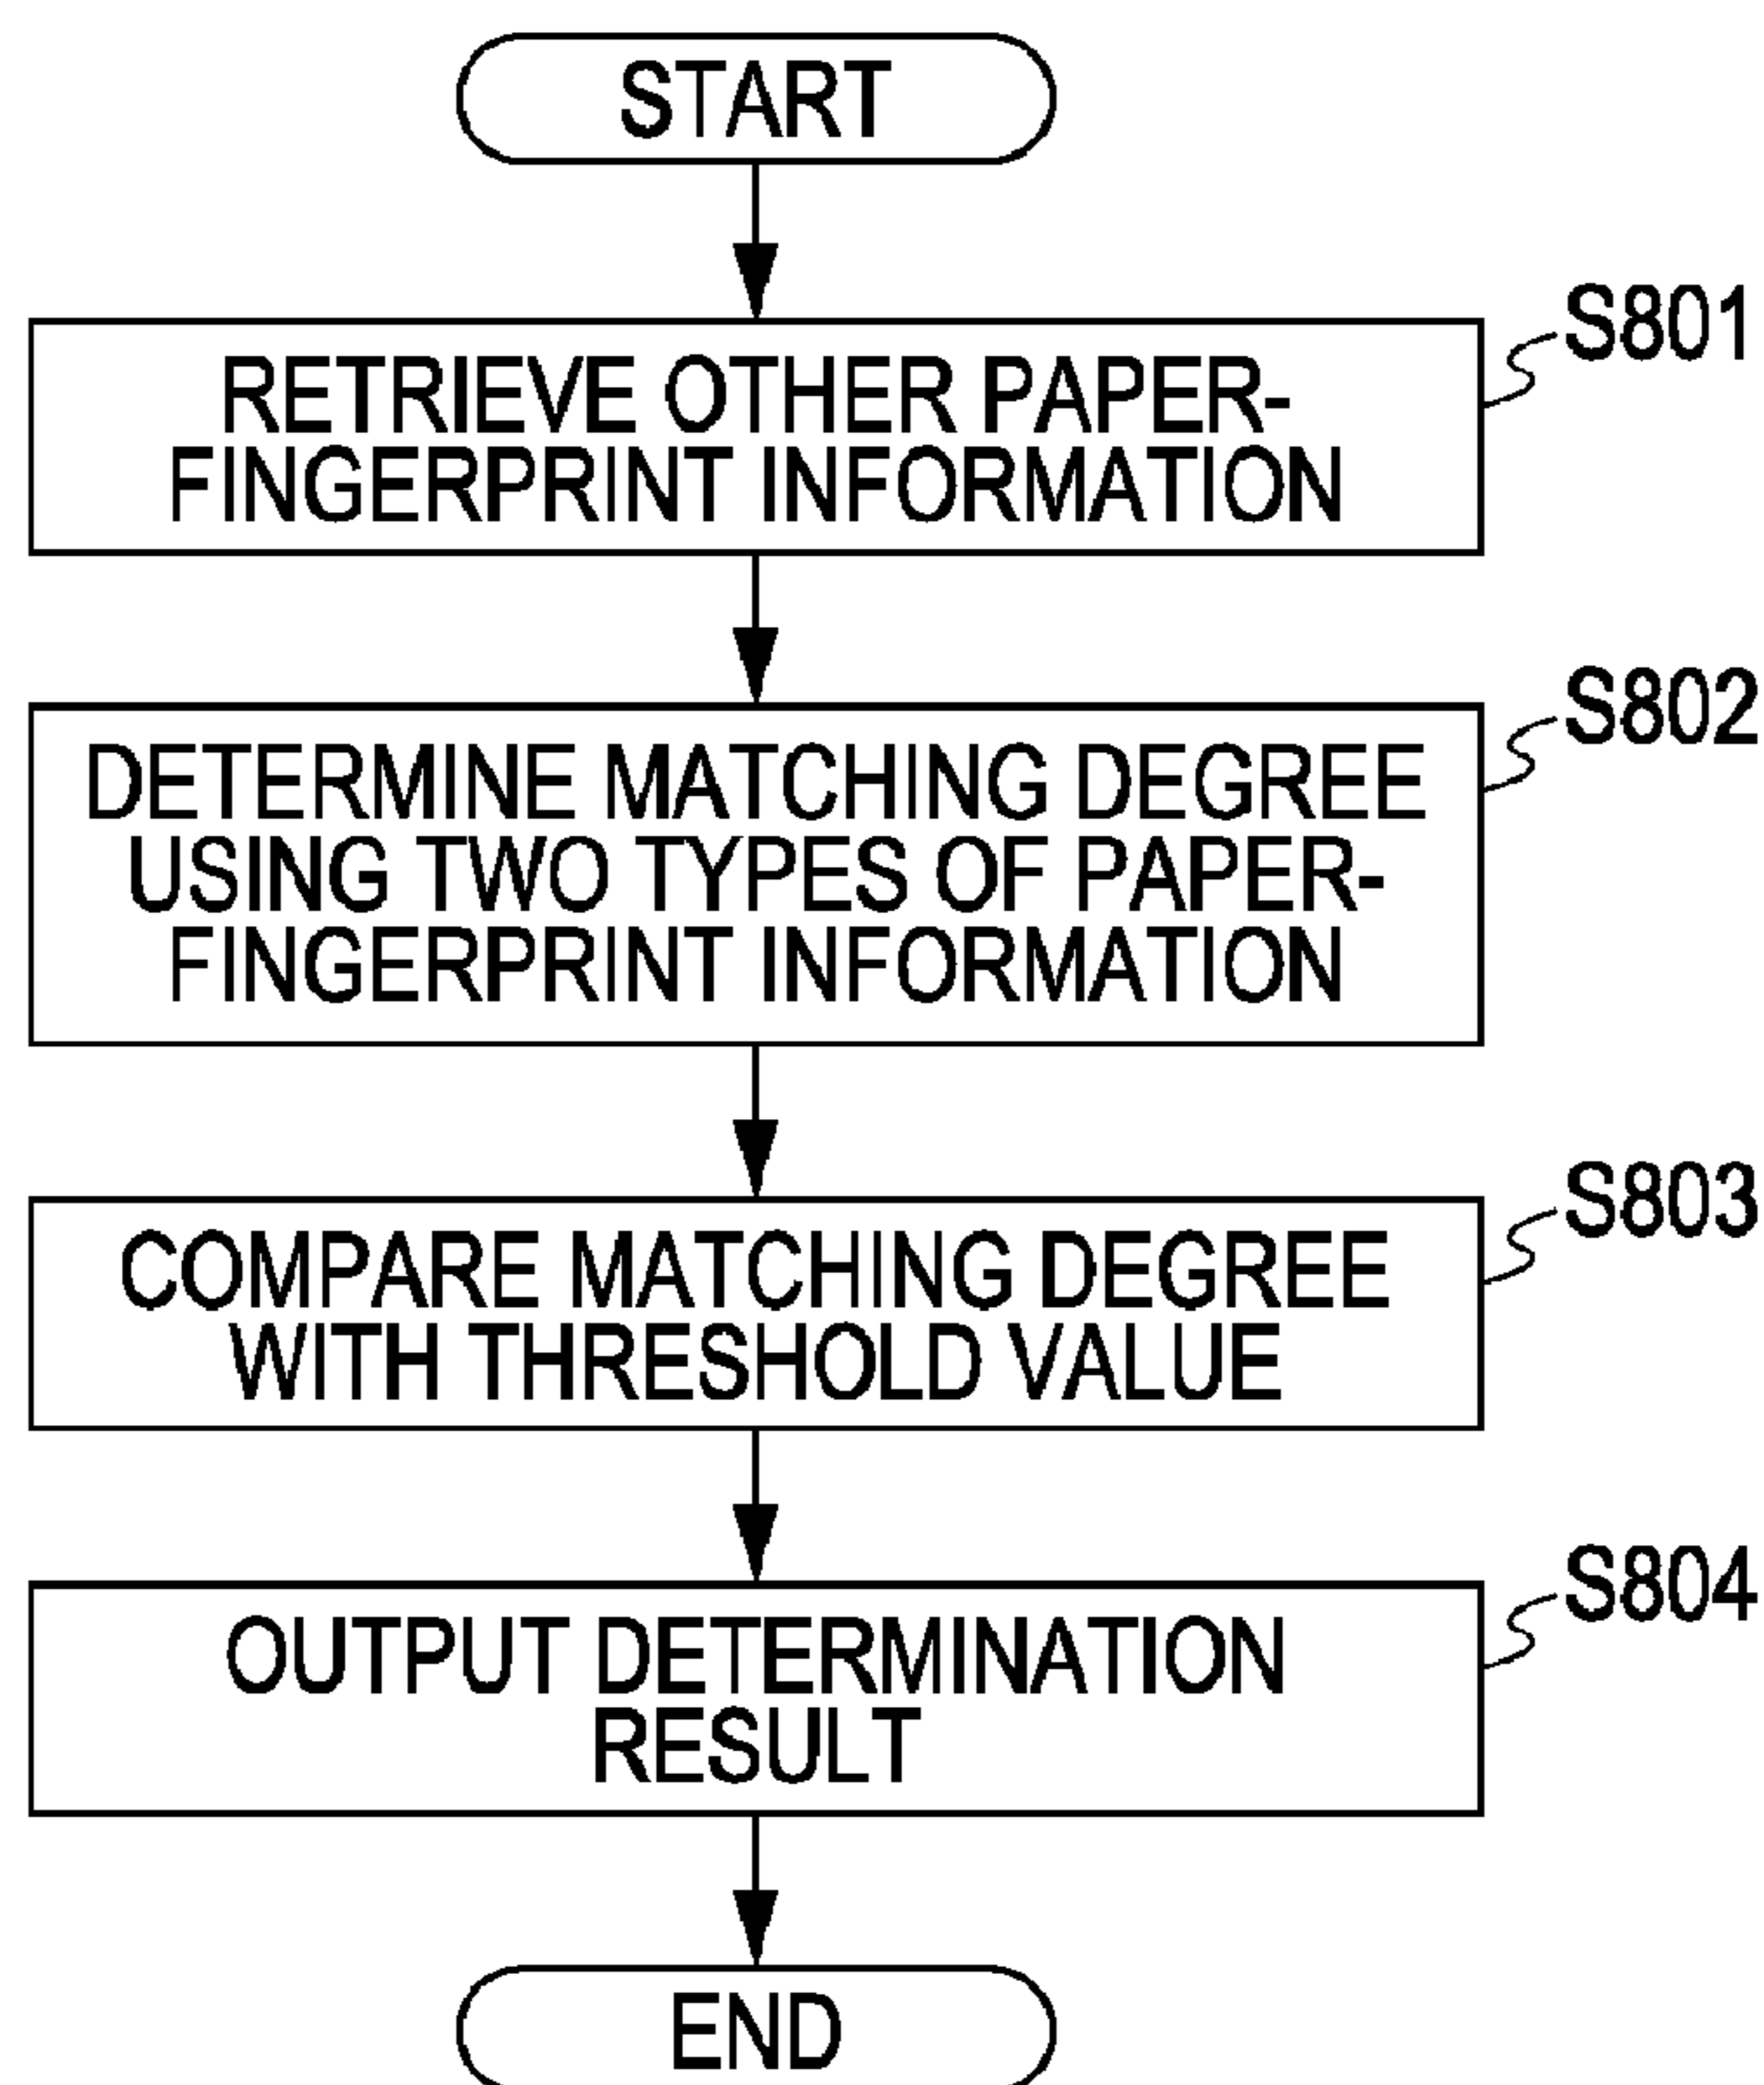 START
S801
RETRIEVE OTHER PAPER-
FINGERPRINT INFORMATION
S802
DETERMINE MATCHING DEGREE
USING TWO TYPES OF PAPER-
FINGERPRINT INFORMATION
S803
COMPARE MATCHING DEGREE
WITH THRESHOLD VALUE
S804
OUTPUT DETERMINATION
RESULT
END